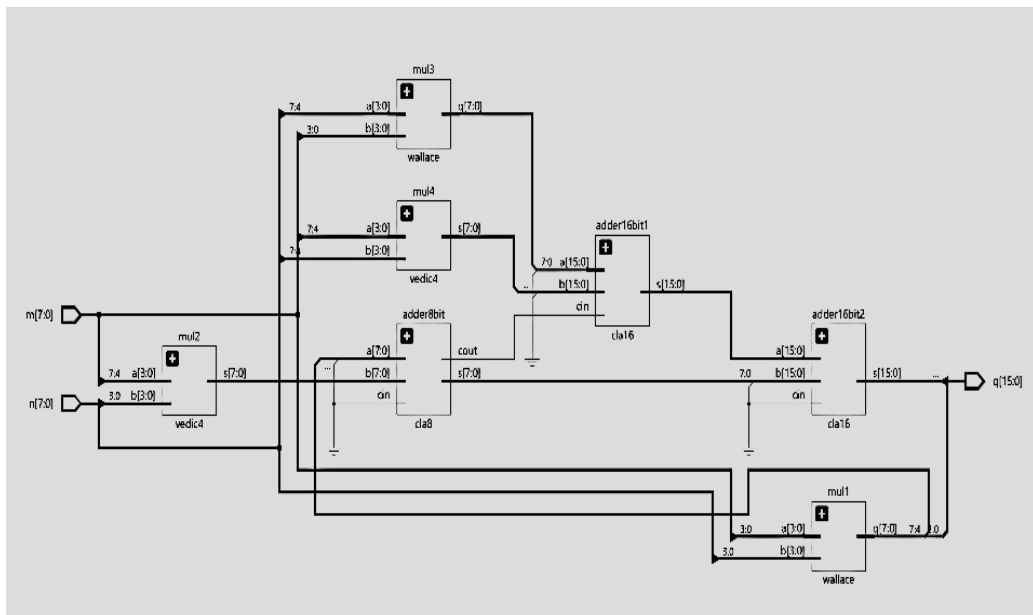 mul3
7:4 a[3:0] q[7:0]
3:0 b[3:0]
wallace
mul4
7:4 a[3:0] s[7:0]
7:4 b[3:0]
vedic4
adder16bit1
7:0 a[15:0]
... b[15:0] s[15:0]
cin
cla16
m[7:0]
mul2
7:4 a[3:0] s[7:0]
n[7:0] 3:0 b[3:0]
vedic4
adder8bit
... a[7:0] cout
b[7:0] s[7:0]
cin
cla8
adder16bit2
a[15:0]
7:0 b[15:0] s[15:0] ... q[15:0]
cin
cla16
mul1
3:0 a[3:0] q[7:0] 7:4 3:0
3:0 b[3:0]
wallace